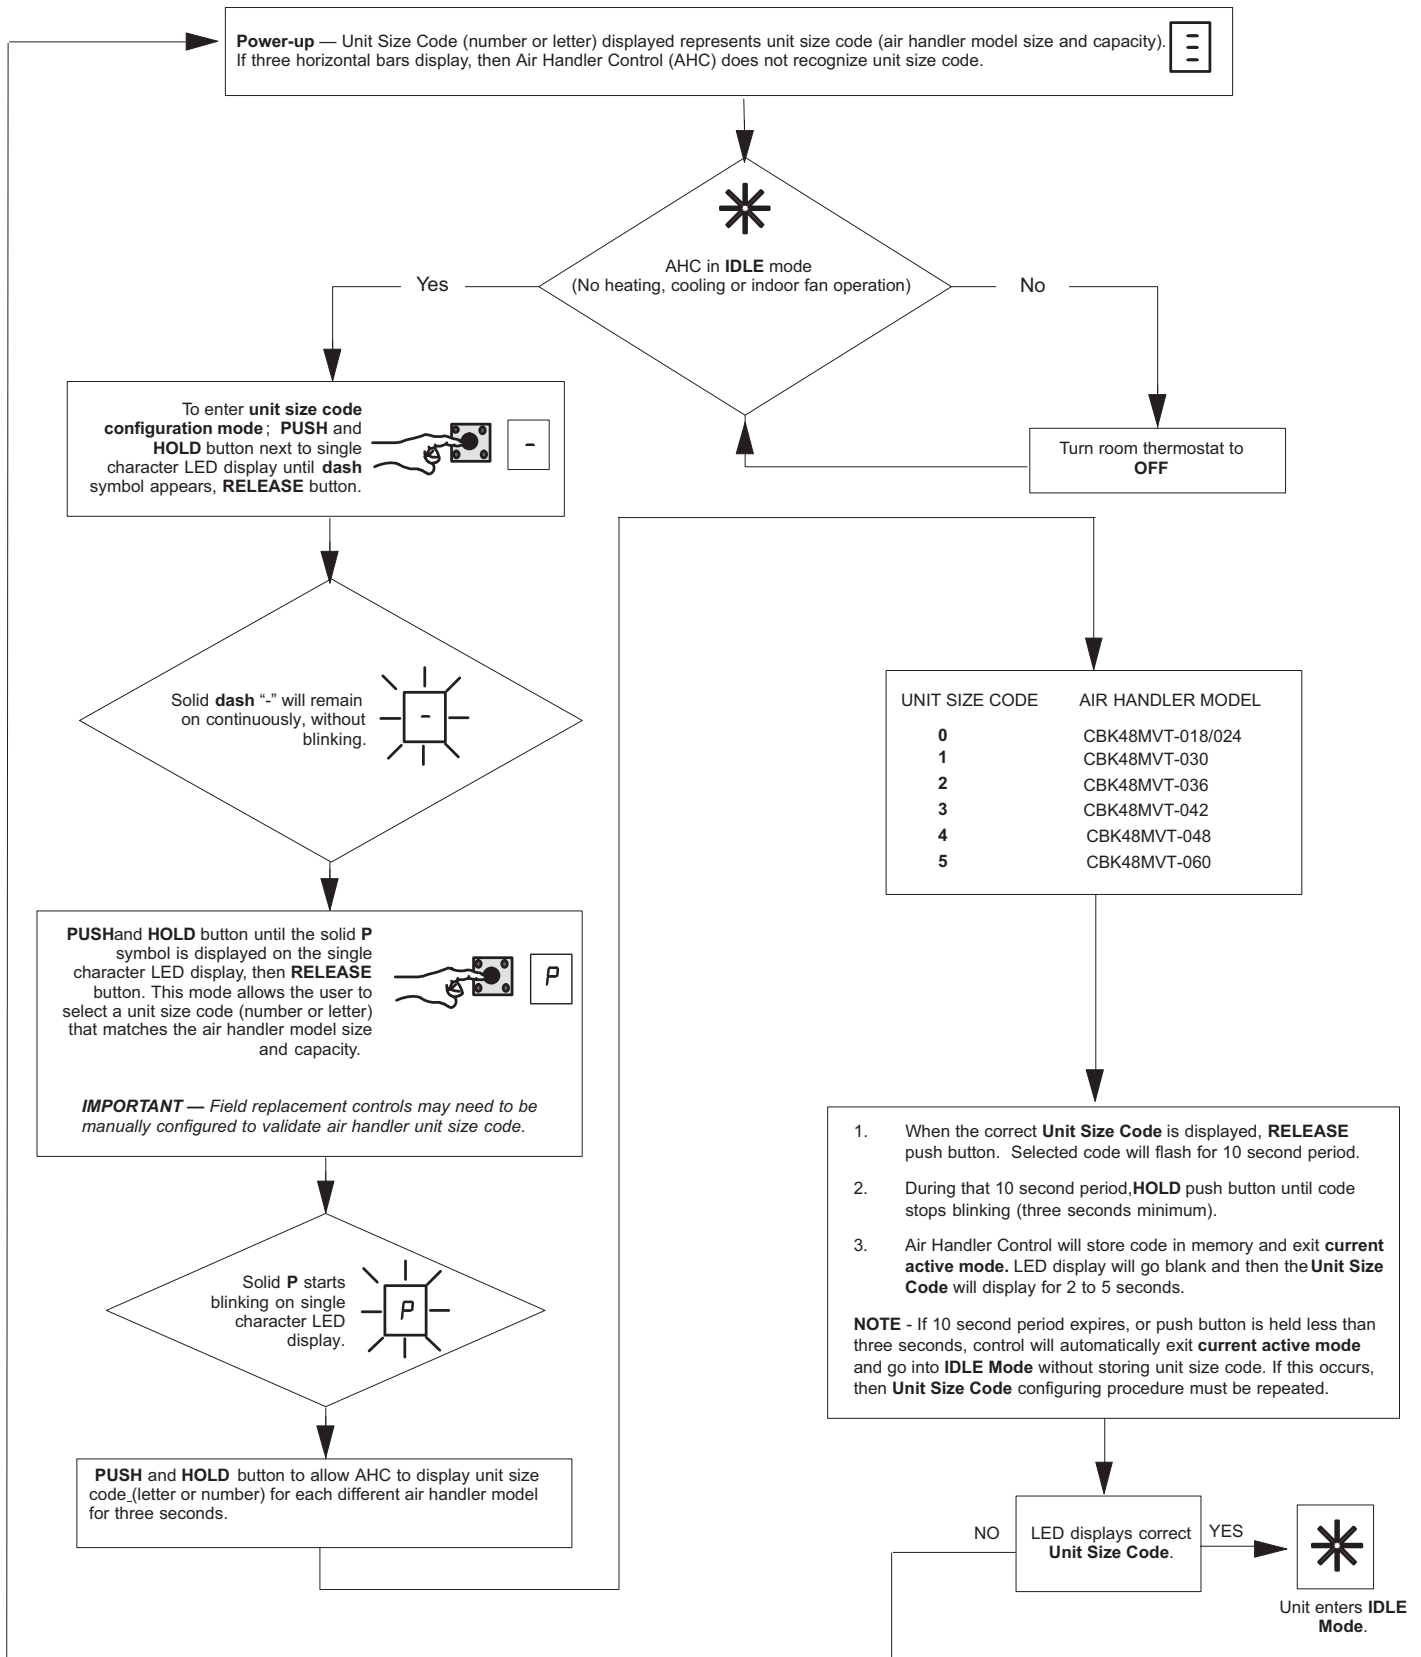 Power-up — Unit Size Code (number or letter) displayed represents unit size code (air handler model size and capacity).
If three horizontal bars display, then Air Handler Control (AHC) does not recognize unit size code.
AHC in IDLE mode
(No heating, cooling or indoor fan operation)
Yes
No
To enter unit size code
configuration mode; PUSH and
HOLD button next to single
character LED display until dash
symbol appears, RELEASE button.
-
Turn room thermostat to
OFF
Solid dash “-” will remain
on continuously, without
blinking.
-
PUSHand HOLD button until the solid P
symbol is displayed on the single
character LED display, then RELEASE
button. This mode allows the user to
select a unit size code (number or letter)
that matches the air handler model size
and capacity.
P
IMPORTANT — Field replacement controls may need to be
manually configured to validate air handler unit size code.
Solid P starts
blinking on single
character LED
display.
P
PUSH and HOLD button to allow AHC to display unit size
code (letter or number) for each different air handler model
for three seconds.
UNIT SIZE CODE AIR HANDLER MODEL
0 CBK48MVT-018/024
1 CBK48MVT-030
2 CBK48MVT-036
3 CBK48MVT-042
4 CBK48MVT-048
5 CBK48MVT-060
1. When the correct Unit Size Code is displayed, RELEASE
push button. Selected code will flash for 10 second period.
2. During that 10 second period,HOLD push button until code
stops blinking (three seconds minimum).
3. Air Handler Control will store code in memory and exit current
active mode. LED display will go blank and then the Unit Size
Code will display for 2 to 5 seconds.
NOTE - If 10 second period expires, or push button is held less than
three seconds, control will automatically exit current active mode
and go into IDLE Mode without storing unit size code. If this occurs,
then Unit Size Code configuring procedure must be repeated.
NO
LED displays correct
Unit Size Code.
YES
Unit enters IDLE
Mode.